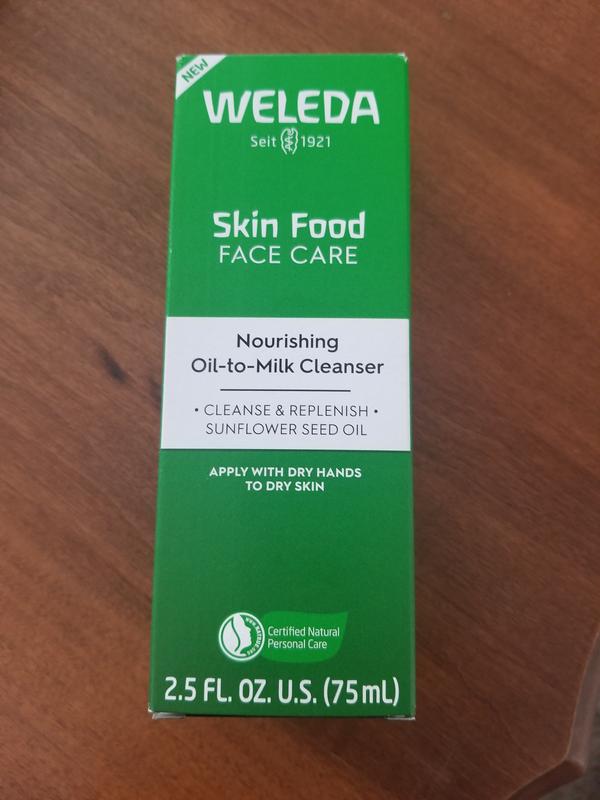 NEW
WELEDA
Seit 1921
Skin Food
FACE CARE
Nourishing
Oil-to-Milk Cleanser
• CLEANSE & REPLENISH •
SUNFLOWER SEED OIL
APPLY WITH DRY HANDS
TO DRY SKIN
Certified Natural
Personal Care
2.5 FL. OZ. U.S. (75 mL)